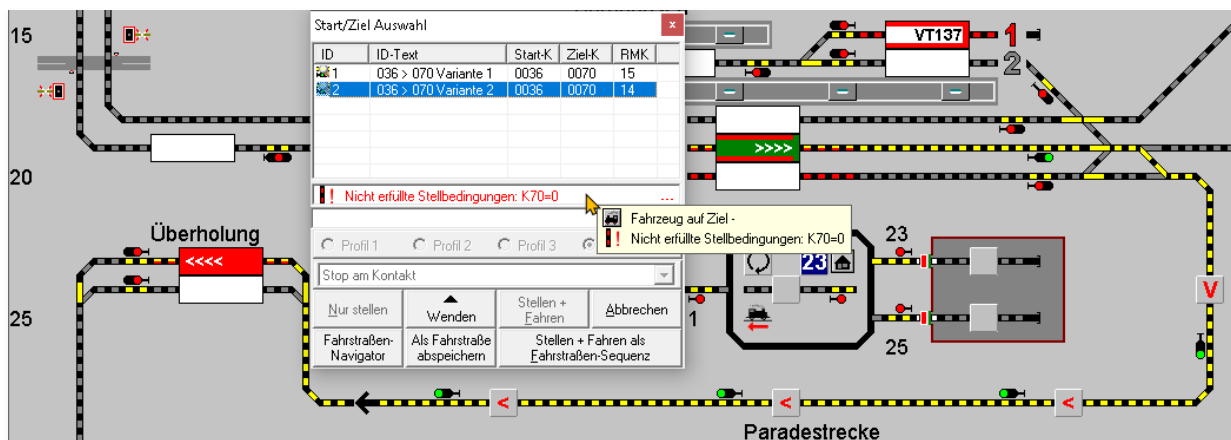 15
20
25
Start/Ziel Auswahl
x
ID ID-Text Start-K Ziel-K RMK
1 036 > 070 Variante 1 0036 0070 15
2 036 > 070 Variante 2 0036 0070 14
! Nicht erfüllte Stellbedingungen: K70=0 ...
Fahrzeug auf Ziel -
! Nicht erfüllte Stellbedingungen: K70=0
Profil 1 Profil 2 Profil 3
Stop am Kontakt
Nur stellen
Wenden
Stellen + Fahren
Abbrechen
Fahrstraßen-
Navigator
Als Fahrstraße
abspeichern
Stellen + Fahren als
Fahrstraßen-Sequenz
VT137
1
2
>>>>
Überholung
<<<<
23
23
1
25
V
<
<
<
Paradestrecke